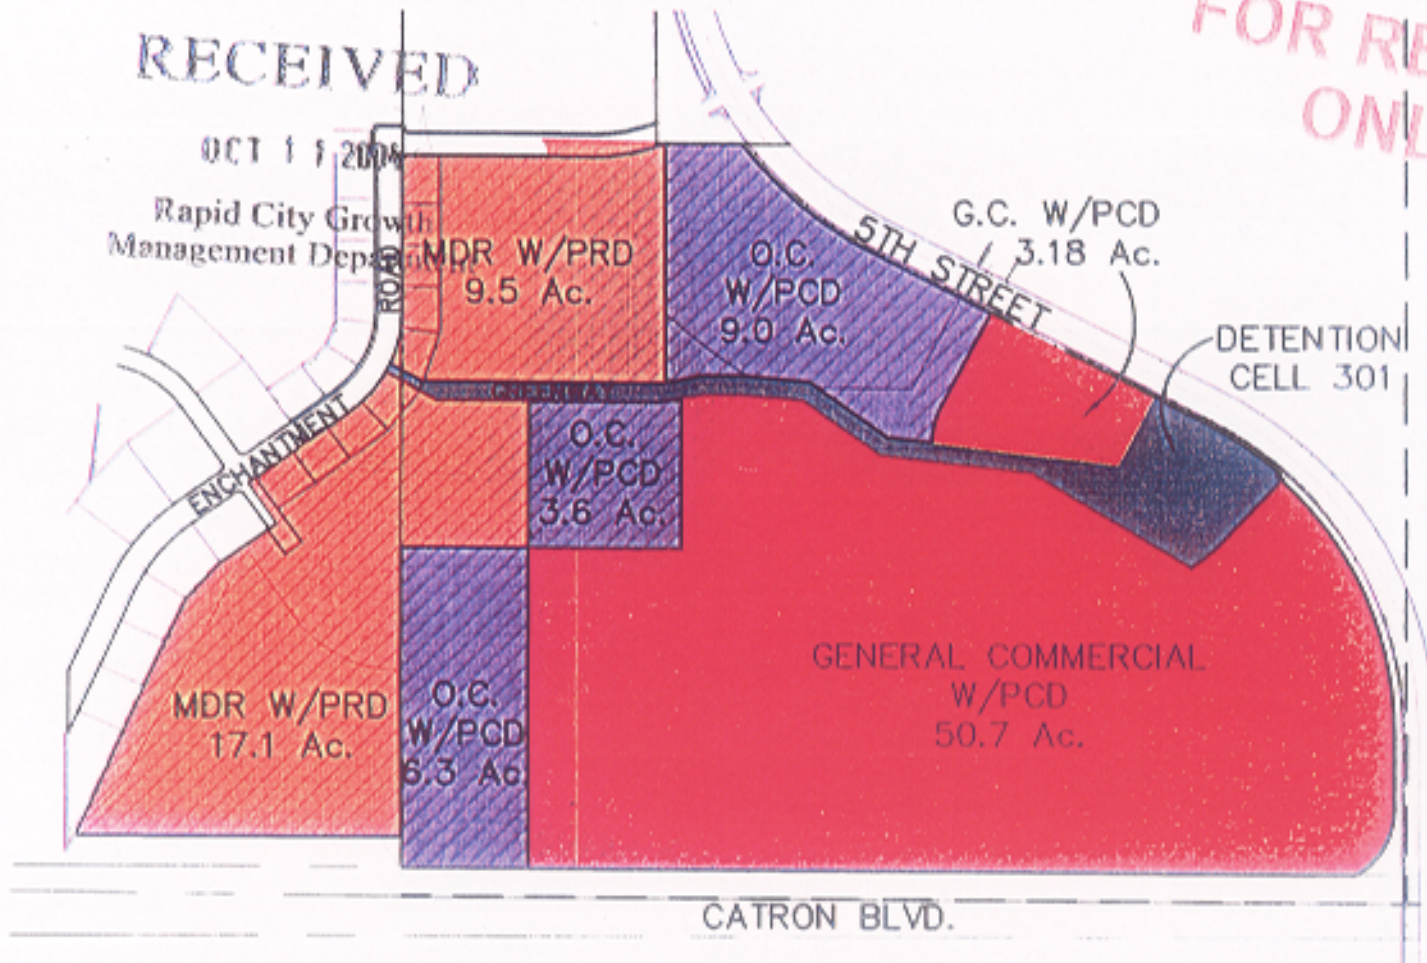 RECEIVED
FOR RE
ONL
OCT 1 1 2004
Rapid City Growth
Management Department
MDR W/PRD
9.5 Ac.
O.C.
W/PCD
9.0 Ac.
5TH STREET
G.C. W/PCD
3.18 Ac.
DETENTION
CELL 301
ROAD
ENCHANTMENT
O.C.
W/PCD
3.6 Ac.
MDR W/PRD
17.1 Ac.
O.C.
W/PCD
6.3 Ac.
GENERAL COMMERCIAL
W/PCD
50.7 Ac.
CATRON BLVD.